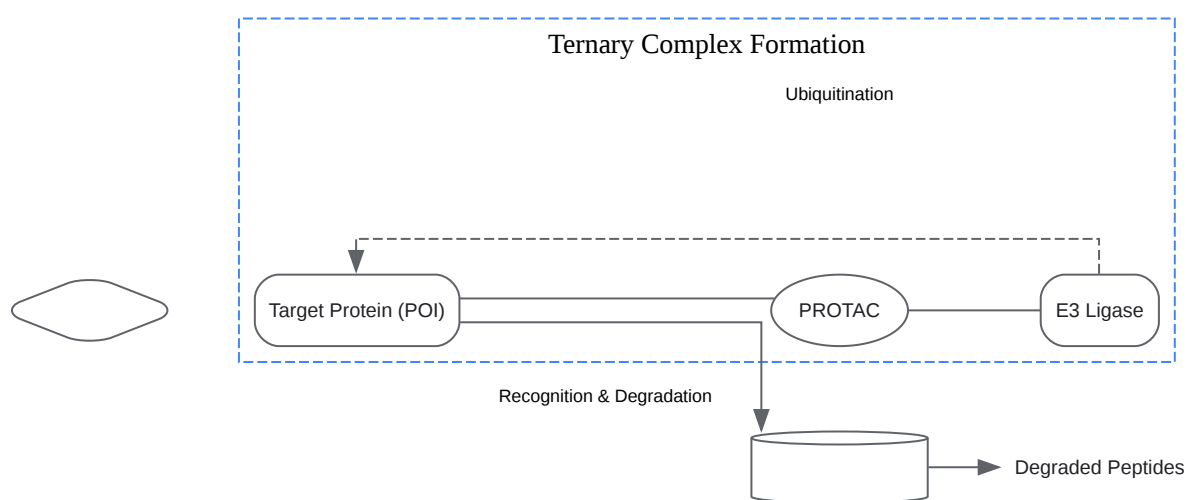 Ternary Complex Formation
Ubiquitination
Target Protein (POI)
PROTAC
E3 Ligase
Recognition & Degradation
Degraded Peptides